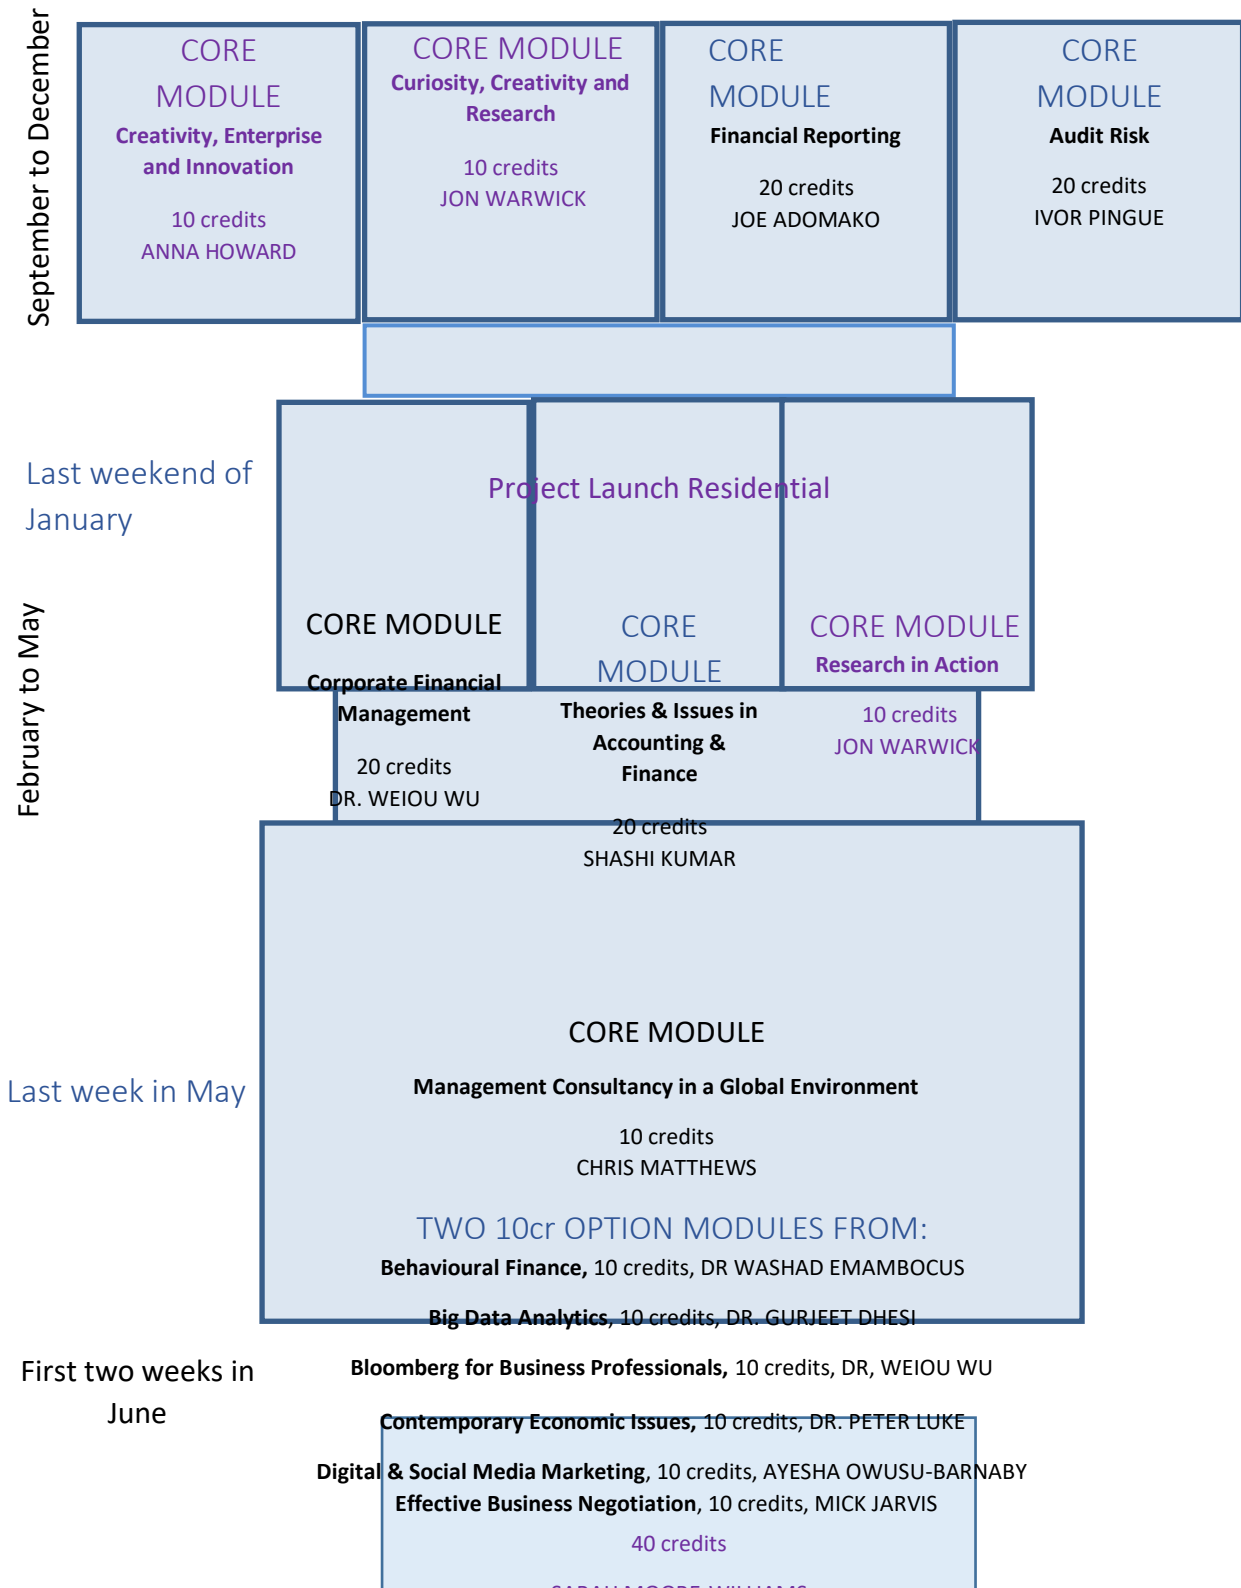 September to December
CORE
MODULE
Creativity, Enterprise
and Innovation
10 credits
ANNA HOWARD
CORE MODULE
Curiosity, Creativity and
Research
10 credits
JON WARWICK
CORE
MODULE
Financial Reporting
20 credits
JOE ADOMAKO
CORE
MODULE
Audit Risk
20 credits
IVOR PINGUE
Last weekend of
January
Project Launch Residential
February to May
CORE MODULE
Corporate Financial
Management
20 credits
DR. WEIOU WU
CORE
MODULE
Theories & Issues in
Accounting &
Finance
20 credits
SHASHI KUMAR
CORE MODULE
Research in Action
10 credits
JON WARWICK
Last week in May
CORE MODULE
Management Consultancy in a Global Environment
10 credits
CHRIS MATTHEWS
First two weeks in
June
TWO 10cr OPTION MODULES FROM:
Behavioural Finance, 10 credits, DR WASHAD EMAMBOCUS
Big Data Analytics, 10 credits, DR. GURJEET DHESI
Bloomberg for Business Professionals, 10 credits, DR, WEIOU WU
Contemporary Economic Issues, 10 credits, DR. PETER LUKE
Digital & Social Media Marketing, 10 credits, AYESHA OWUSU-BARNABY
Effective Business Negotiation, 10 credits, MICK JARVIS
40 credits
SARAH MOORE-WILLIAMS